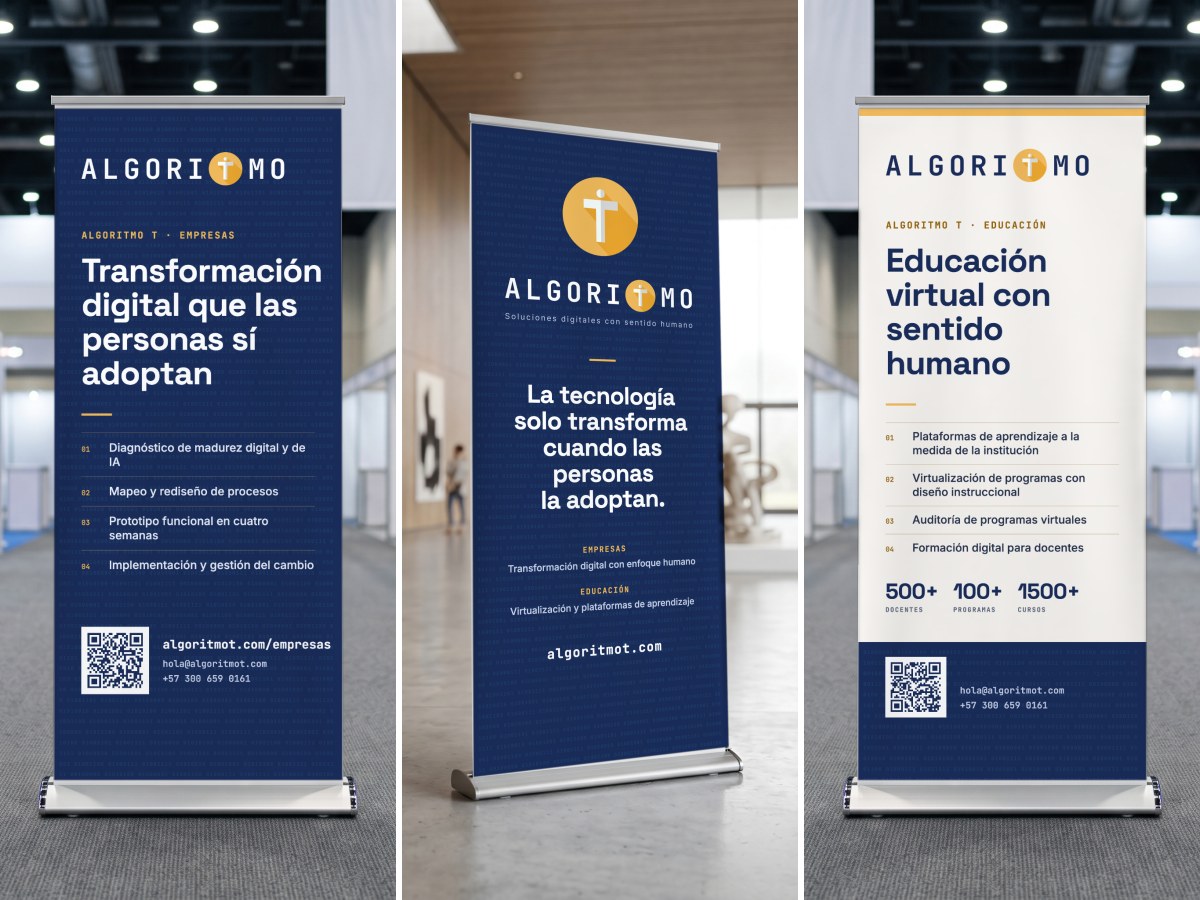 ALGORITMO
ALGORITMO T · EMPRESAS
Transformación
digital que las
personas sí
adoptan
01 Diagnóstico de madurez digital y de
IA
02 Mapeo y rediseño de procesos
03 Prototipo funcional en cuatro
semanas
04 Implementación y gestión del cambio
algoritmot.com/empresas
hola@algoritmot.com
+57 300 659 0161
T
ALGORITMO
Soluciones digitales con sentido humano
La tecnología
solo transforma
cuando las
personas
la adoptan.
EMPRESAS
Transformación digital con enfoque humano
EDUCACIÓN
Virtualización y plataformas de aprendizaje
algoritmot.com
ALGORITMO
ALGORITMO T · EDUCACIÓN
Educación
virtual con
sentido
humano
01 Plataformas de aprendizaje a la
medida de la institución
02 Virtualización de programas con
diseño instruccional
03 Auditoría de programas virtuales
04 Formación digital para docentes
500+ 100+ 1500+
DOCENTES PROGRAMAS CURSOS
hola@algoritmot.com
+57 300 659 0161